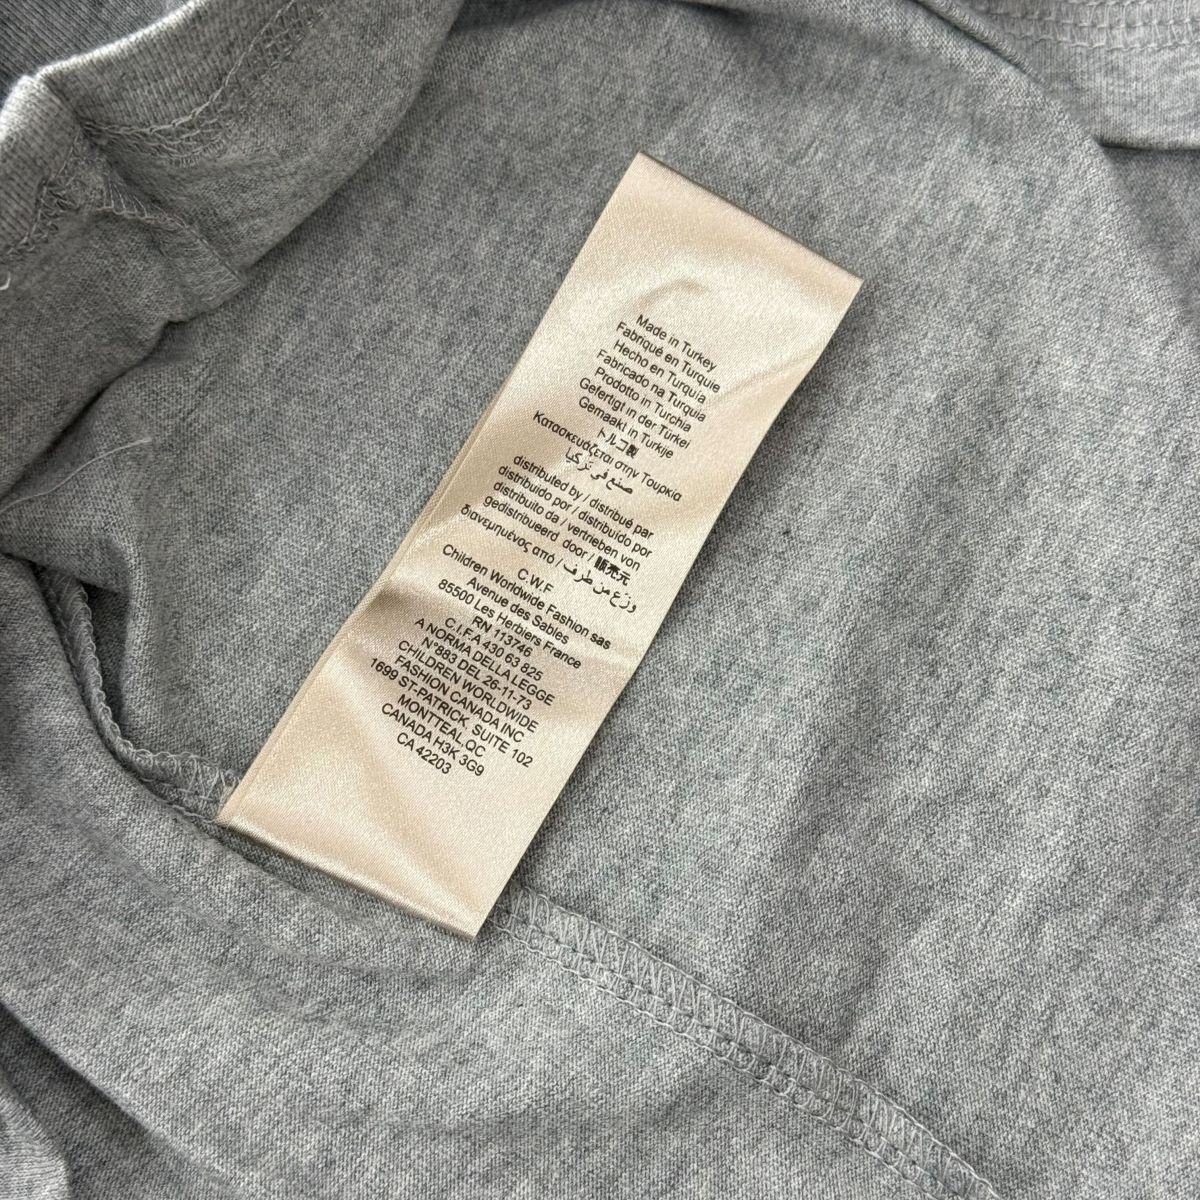 Made in Turkey
Fabriqué en Turquie
Hecho en Turquía
Fabricado na Turquia
Prodotto in Turchia
Gefertigt in der Türkei
Gemaakt in Turkije
トルコ製
Κατασκευάζεται στην Τουρκια
صنع في تركيا
distributed by / distribué par
distribuido por / distribuído por
distribuito da / vertrieben von
gedistribueerd door / 販売元
διανεμημένος από / وزع من طرف
C.W.F
Children Worldwide Fashion sas
Avenue des Sables
85500 Les Herbiers France
RN 113746
C.I.F A 430 63 825
A NORMA DELLA LEGGE
N°883 DEL 26-11-73
CHILDREN WORLDWIDE
FASHION CANADA INC
1699 ST-PATRICK, SUITE 102
MONTTEAL.QC
CANADA H3K 3G9
CA 42203